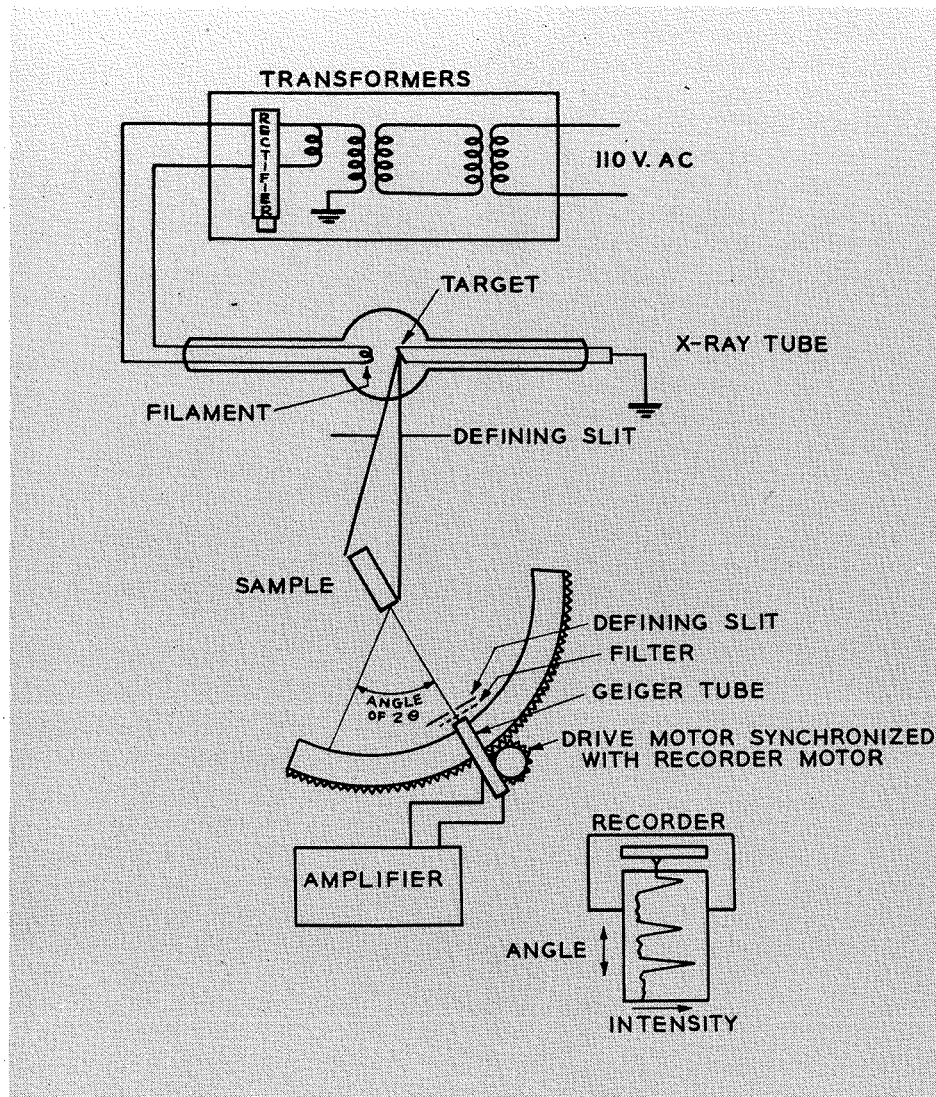 TRANSFORMERS
RECTIFIER
110 V. AC
TARGET
X-RAY TUBE
FILAMENT
DEFINING SLIT
SAMPLE
DEFINING SLIT
FILTER
GEIGER TUBE
ANGLE
OF 2θ
DRIVE MOTOR SYNCHRONIZED
WITH RECORDER MOTOR
RECORDER
AMPLIFIER
ANGLE
INTENSITY